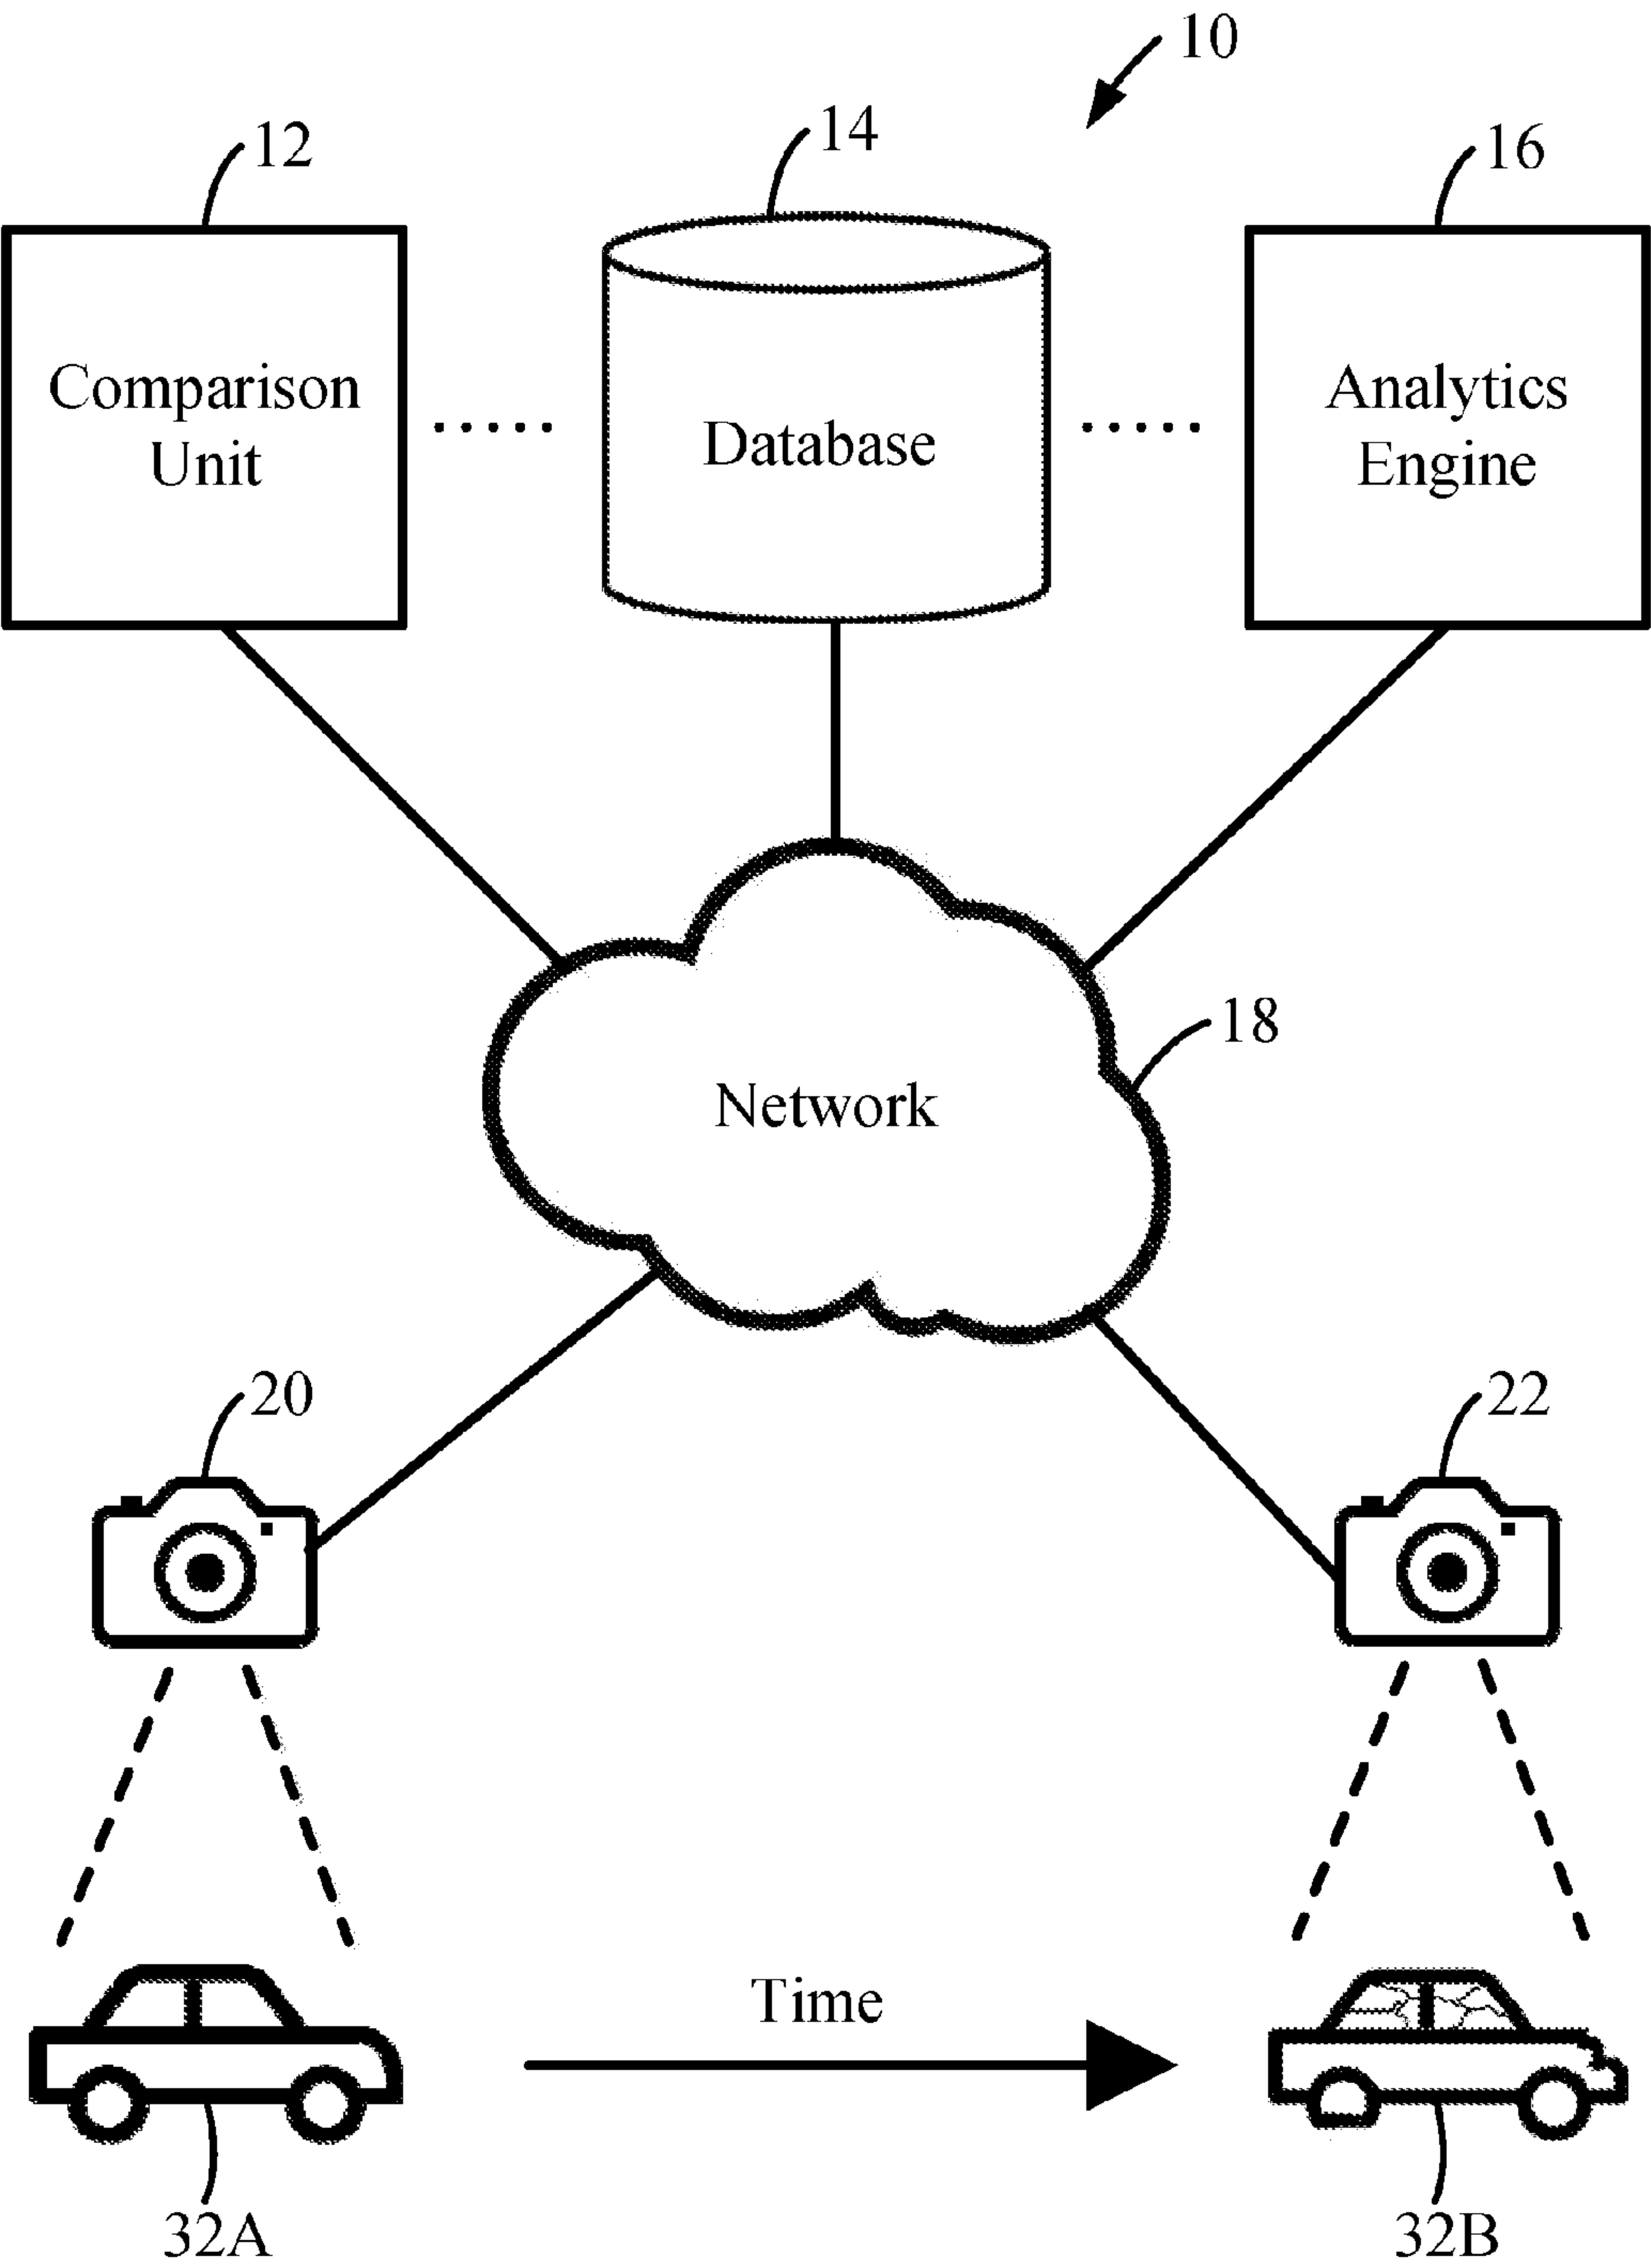 10
12
14
16
Comparison
Unit
Database
Analytics
Engine
18
Network
20
22
Time
32A
32B